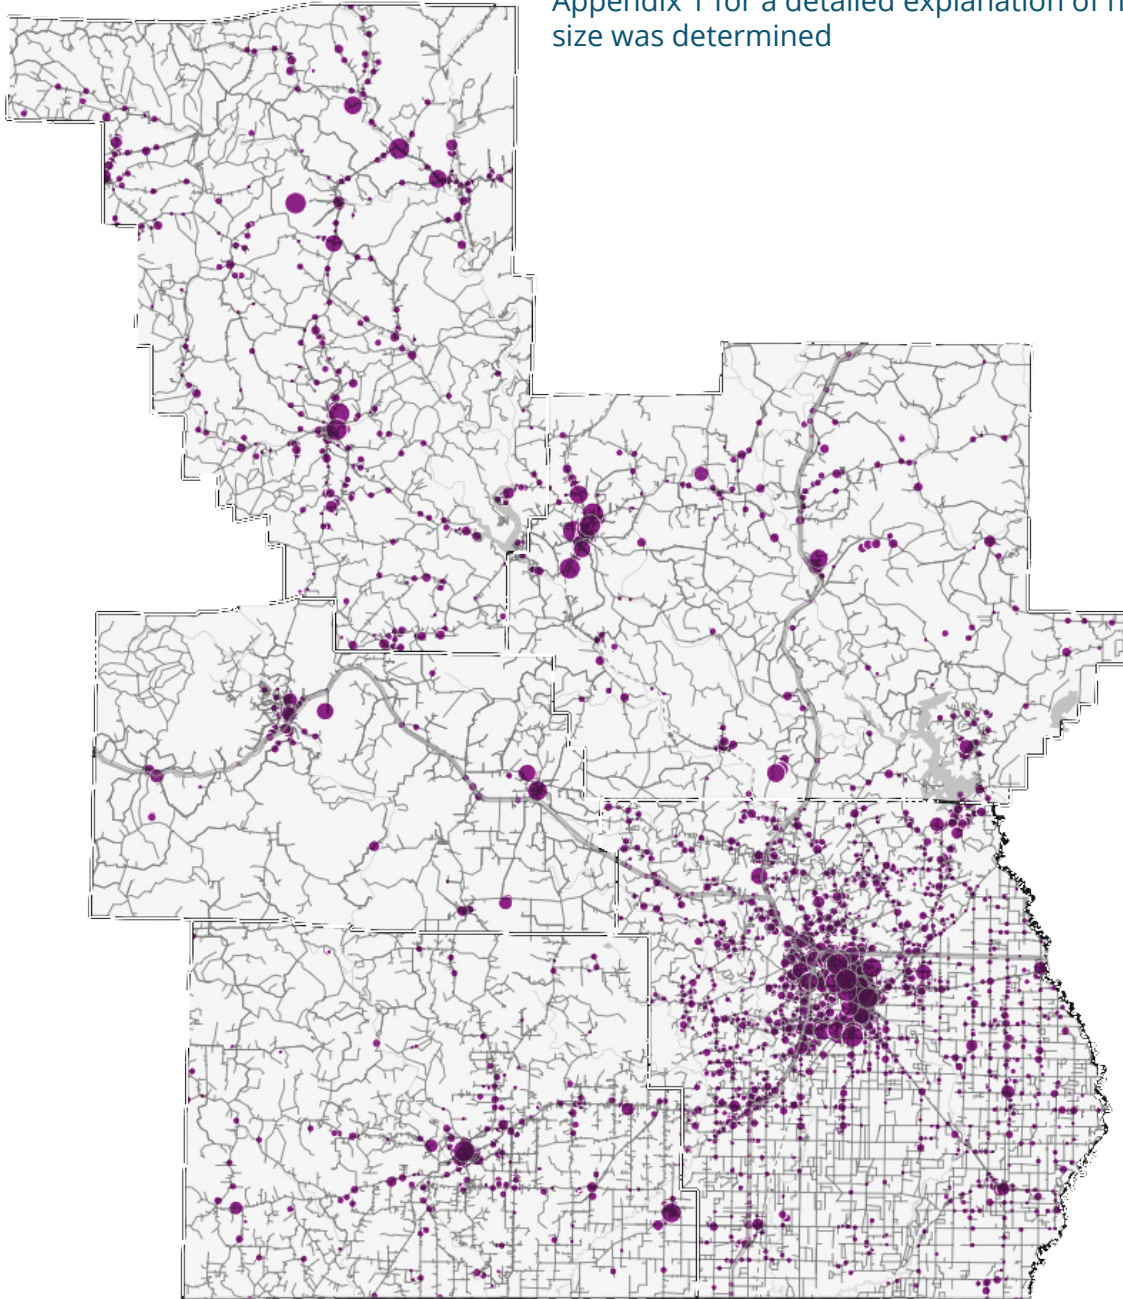 Appendix 1 for a detailed explanation of
size was determined